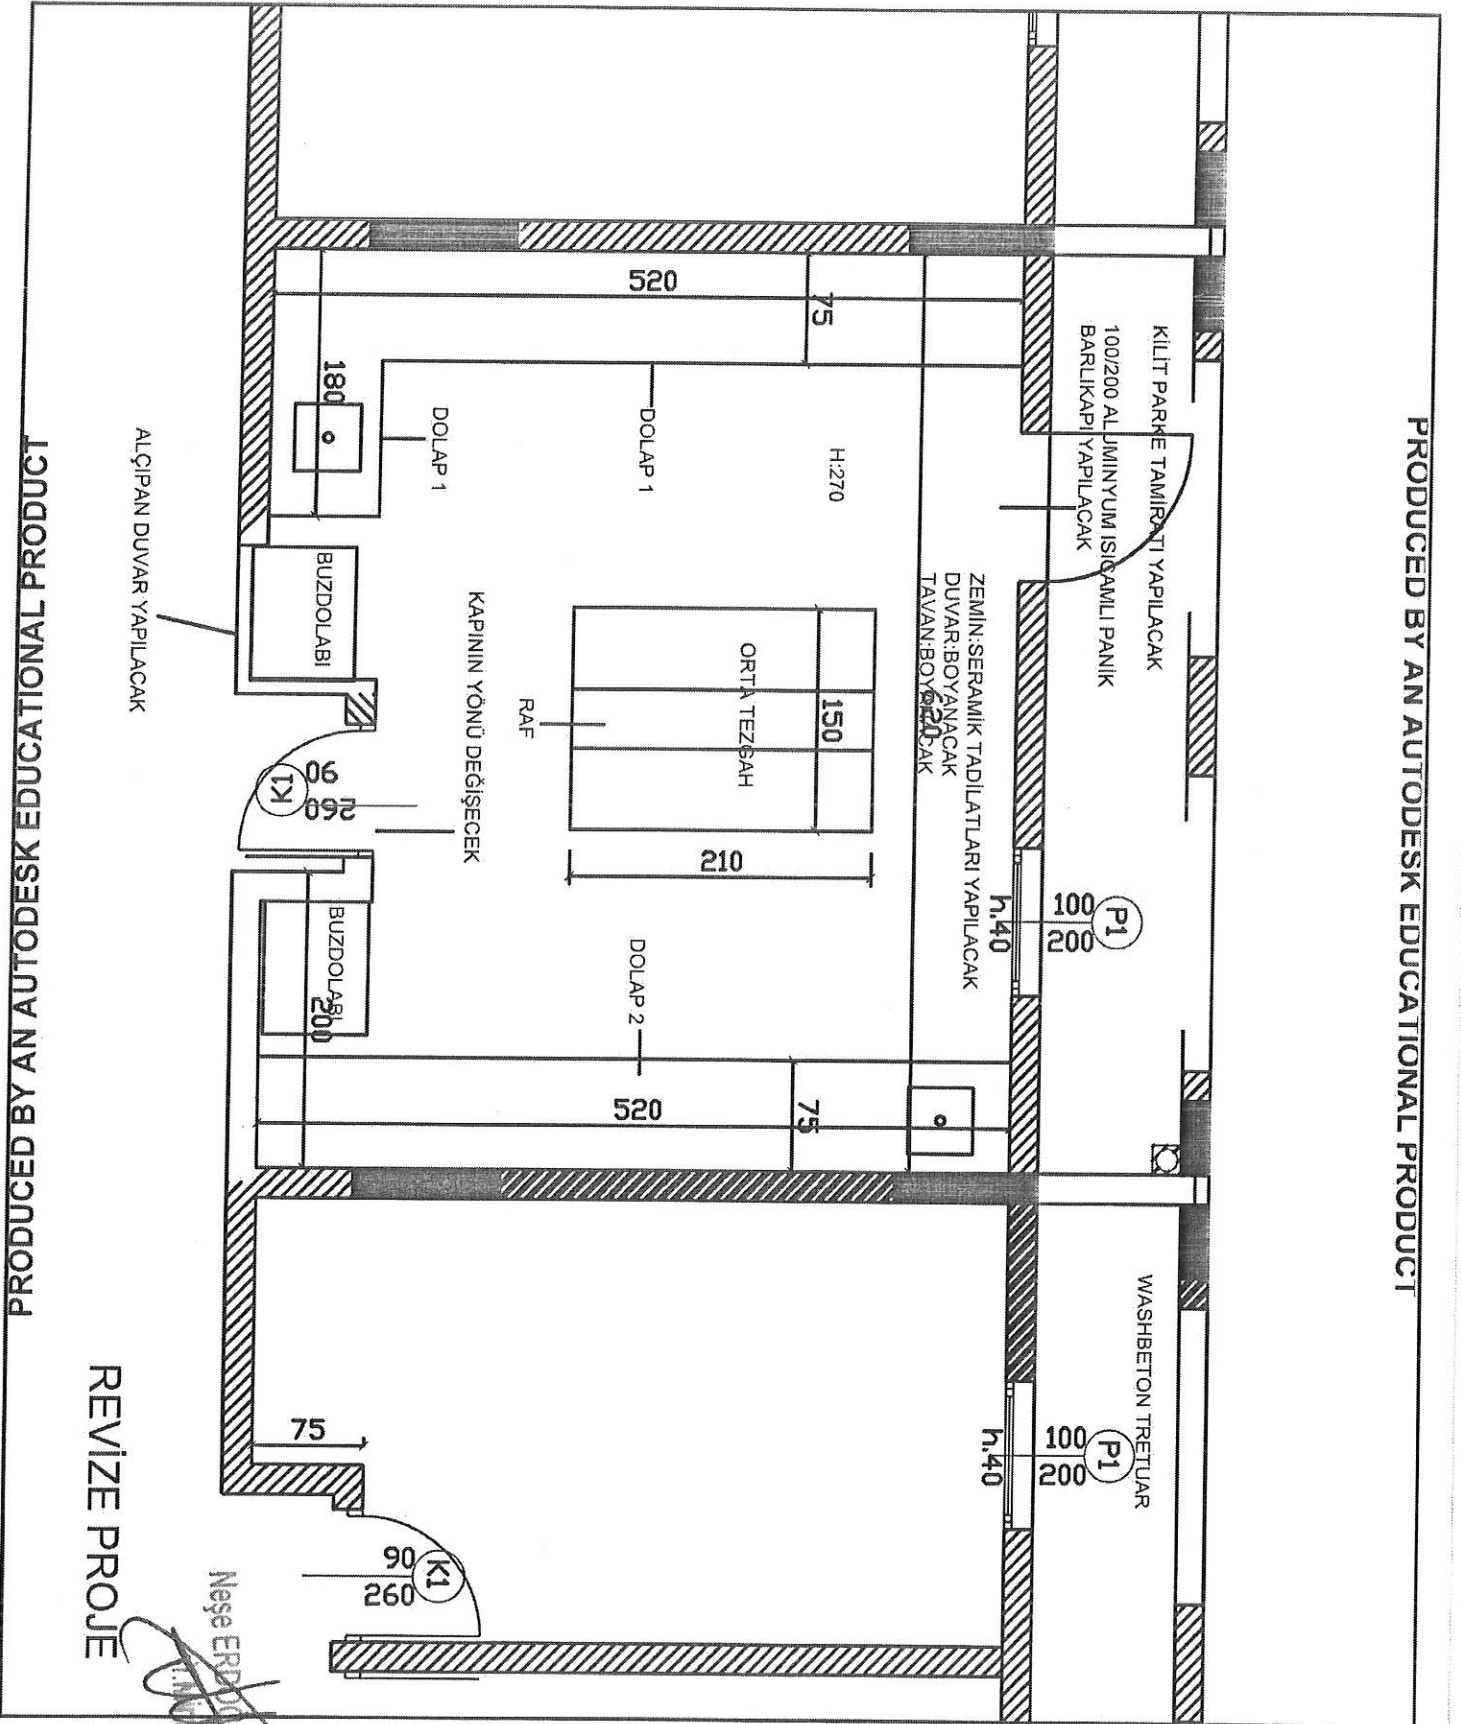 PRODUCED BY AN AUTODESK EDUCATIONAL PRODUCT
KİLİT PARKE TAMİRATI YAPILACAK
100/200 ALUMINYUM ISICAMLI PANİK
BARLIKAPI YAPILACAK
WASHBETON TRETUAR
P1
100
200
h.40
P1
100
200
h.40
ZEMİN:SERAMİK TADİLATLARI YAPILACAK
DUVAR:BOYANACAK
TAVAN:BOYANACAK
620
H:270
520
75
75
520
ORTA TEZGAH
150
210
DOLAP 1
DOLAP 2
RAF
KAPININ YÖNÜ DEĞİŞECEK
DOLAP 1
180
BUZDOLABI
BUZDOLABI
200
K1
90
260
75
K1
90
260
ALÇIPAN DUVAR YAPILACAK
REVİZE PROJE
Neşe
PRODUCED BY AN AUTODESK EDUCATIONAL PRODUCT